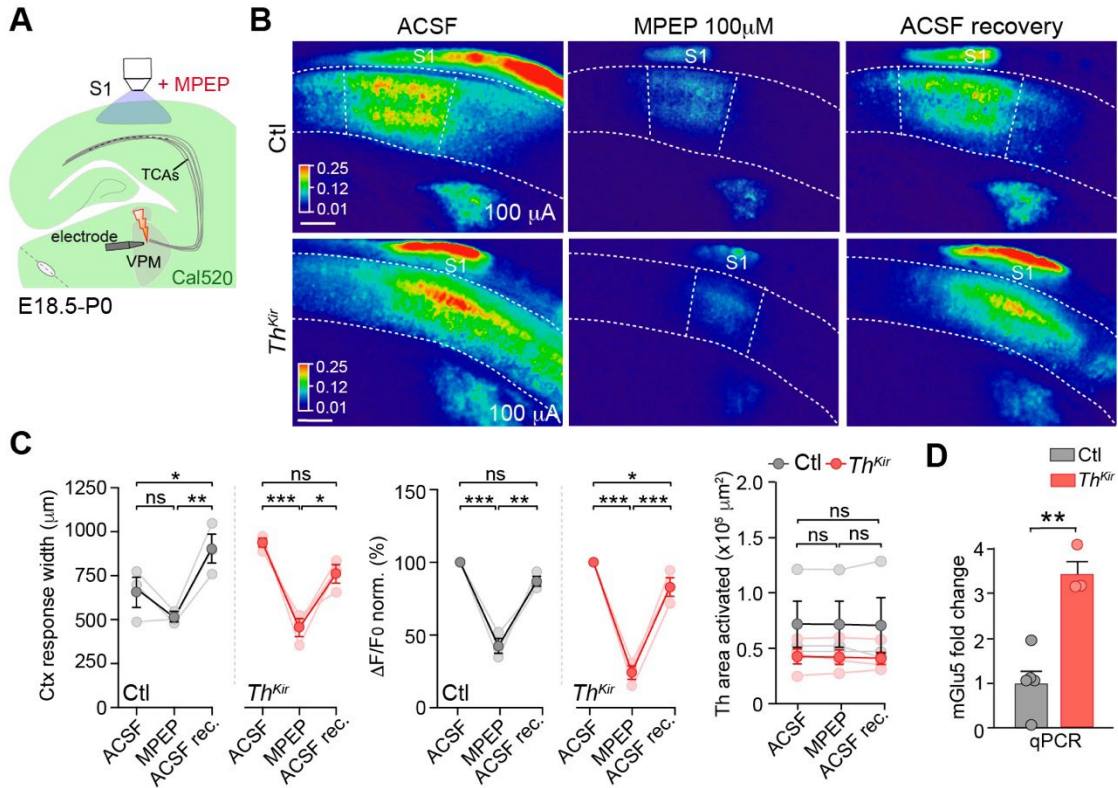 A
S1
+ MPEP
TCAs
electrode
VPM
Cal520
E18.5-P0
B
ACSF
MPEP 100μM
ACSF recovery
Ctl
S1
0.25
0.12
0.01
100 μA
S1
S1
Th^Kir
S1
0.25
0.12
0.01
100 μA
S1
S1
C
Ctx response width (μm)
1250
1000
750
500
250
0
*
ns
**
Ctl
ACSF
MPEP
ACSF rec.
ns
***
*
Th^Kir
ACSF
MPEP
ACSF rec.
ΔF/F0 norm. (%)
150
100
50
0
ns
***
**
Ctl
ACSF
MPEP
ACSF rec.
*
***
***
Th^Kir
ACSF
MPEP
ACSF rec.
Ctl
Th^Kir
Th area activated (x10⁵ μm²)
2.0
1.5
1.0
0.5
0.0
ns
ns
ns
ACSF
MPEP
ACSF rec.
D
Ctl
Th^Kir
mGlu5 fold change
4
3
2
1
0
**
qPCR